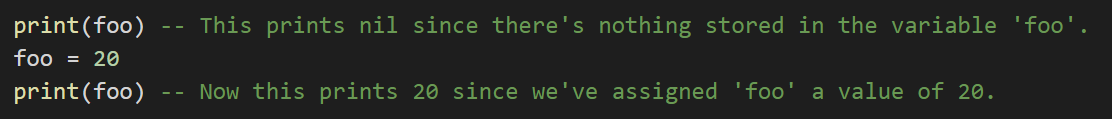 print(foo) -- This prints nil since there's nothing stored in the variable 'foo'.
foo = 20
print(foo) -- Now this prints 20 since we've assigned 'foo' a value of 20.